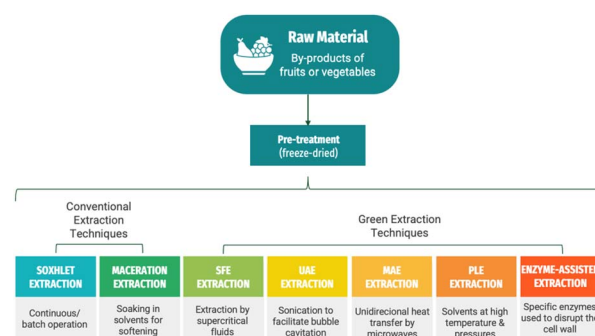 Raw Material
By-products of
fruits or vegetables
Pre-treatment
(freeze-dried)
Conventional
Extraction
Techniques
Green Extraction
Techniques
SOXHLET
EXTRACTION
MACERATION
EXTRACTION
SFE
EXTRACTION
UAE
EXTRACTION
MAE
EXTRACTION
PLE
EXTRACTION
ENZYME-ASSISTE
EXTRACTION
Continuous/
batch operation
Soaking in
solvents for
softening
Extraction by
supercritical
fluids
Sonication to
facilitate bubble
cavitation
Unidirecional heat
transfer by
microwaves
Solvents at high
temperature &
pressures
Specific enzymes
used to disrupt the
cell wall